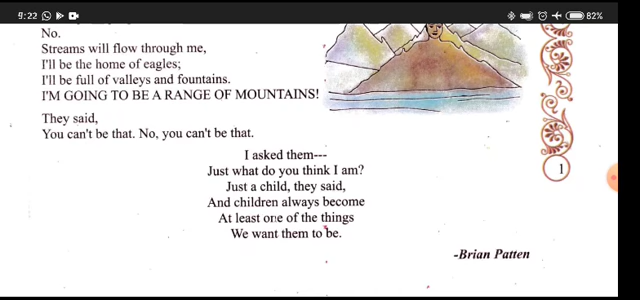 9:22 82%
No.
Streams will flow through me,
I'll be the home of eagles;
I'll be full of valleys and fountains.
I'M GOING TO BE A RANGE OF MOUNTAINS!
They said,
You can't be that. No, you can't be that.
I asked them---
Just what do you think I am?
Just a child, they said,
And children always become
At least one of the things
We want them to be.
1
-Brian Patten